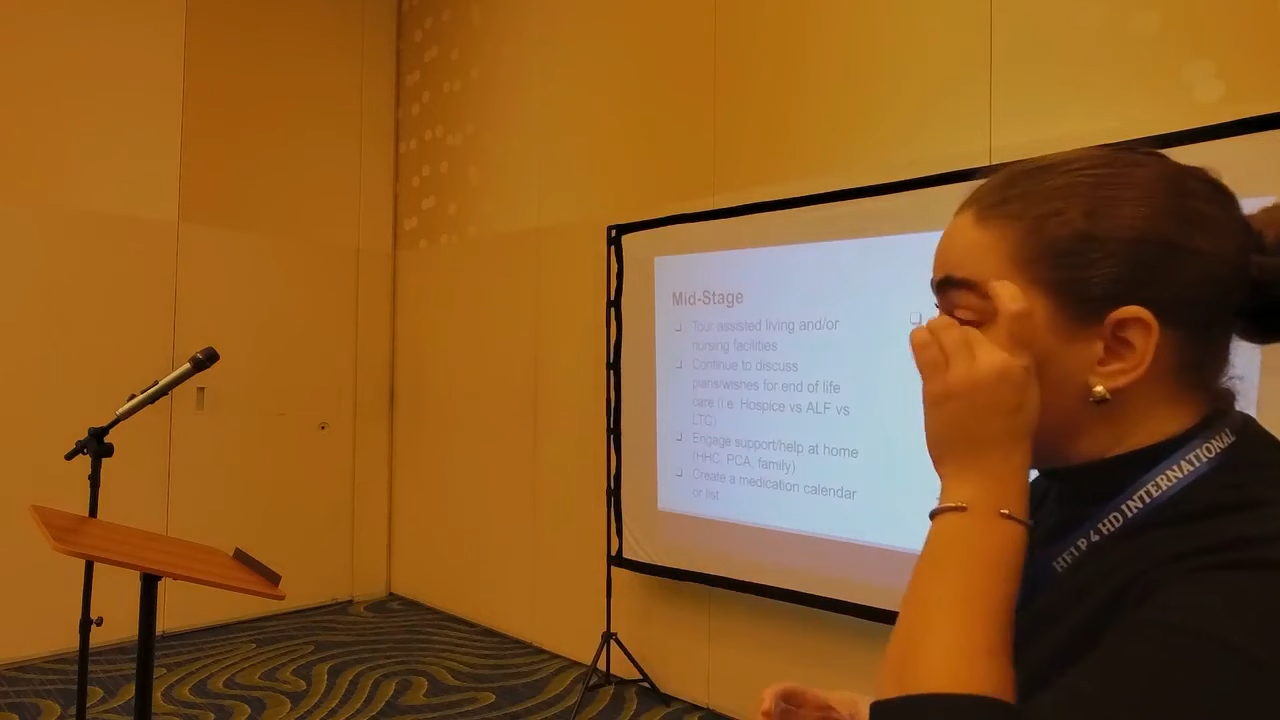 Mid-Stage
❏ Tour assisted living and/or
nursing facilities
❏ Continue to discuss
plans/wishes for end of life
care (i.e. Hospice vs ALF vs
LTC)
❏ Engage support/help at home
(HHC, PCA, family)
❏ Create a medication calendar
or list
❏
HELP 4 HD INTERNATIONAL